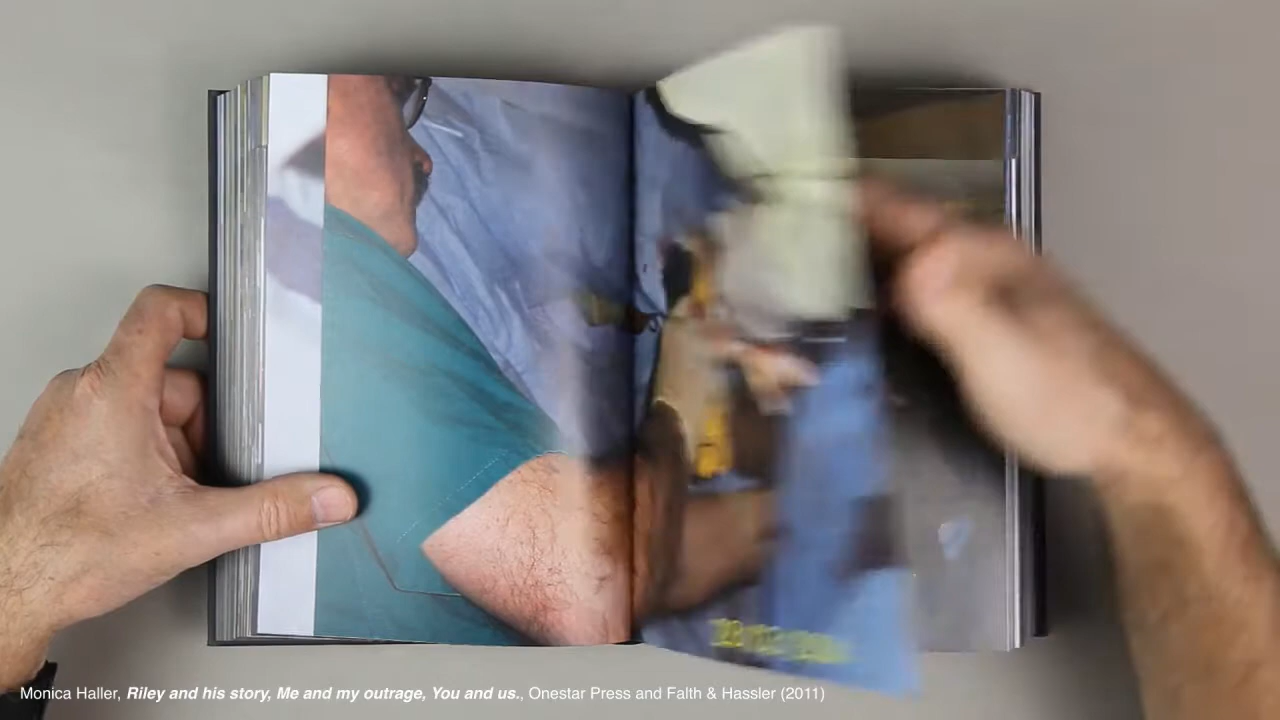 Monica Haller, Riley and his story, Me and my outrage, You and us., Onestar Press and Falth & Hassler (2011)